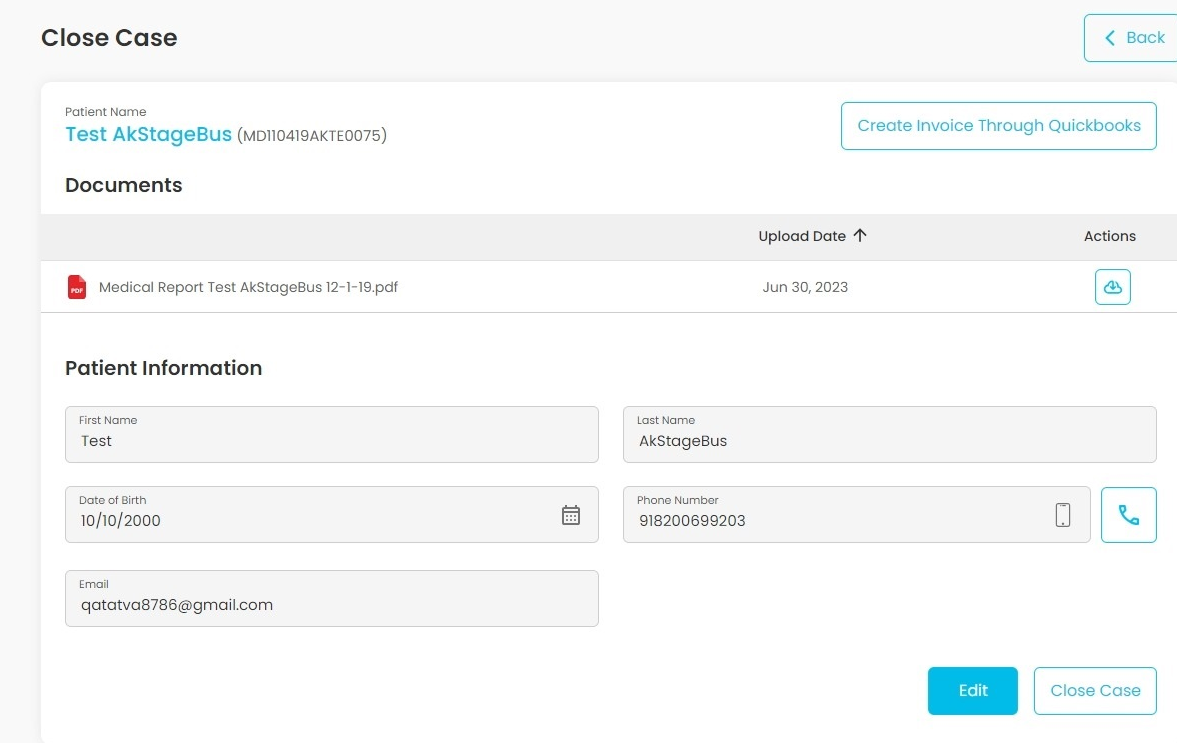 Close Case
Back
Patient Name
Test AkStageBus (MD110419AKTE0075)
Create Invoice Through Quickbooks
Documents
Upload Date
Actions
PDF
Medical Report Test AkStageBus 12-1-19.pdf
Jun 30, 2023
Patient Information
First Name
Test
Last Name
AkStageBus
Date of Birth
10/10/2000
Phone Number
918200699203
Email
qatatva8786@gmail.com
Edit
Close Case